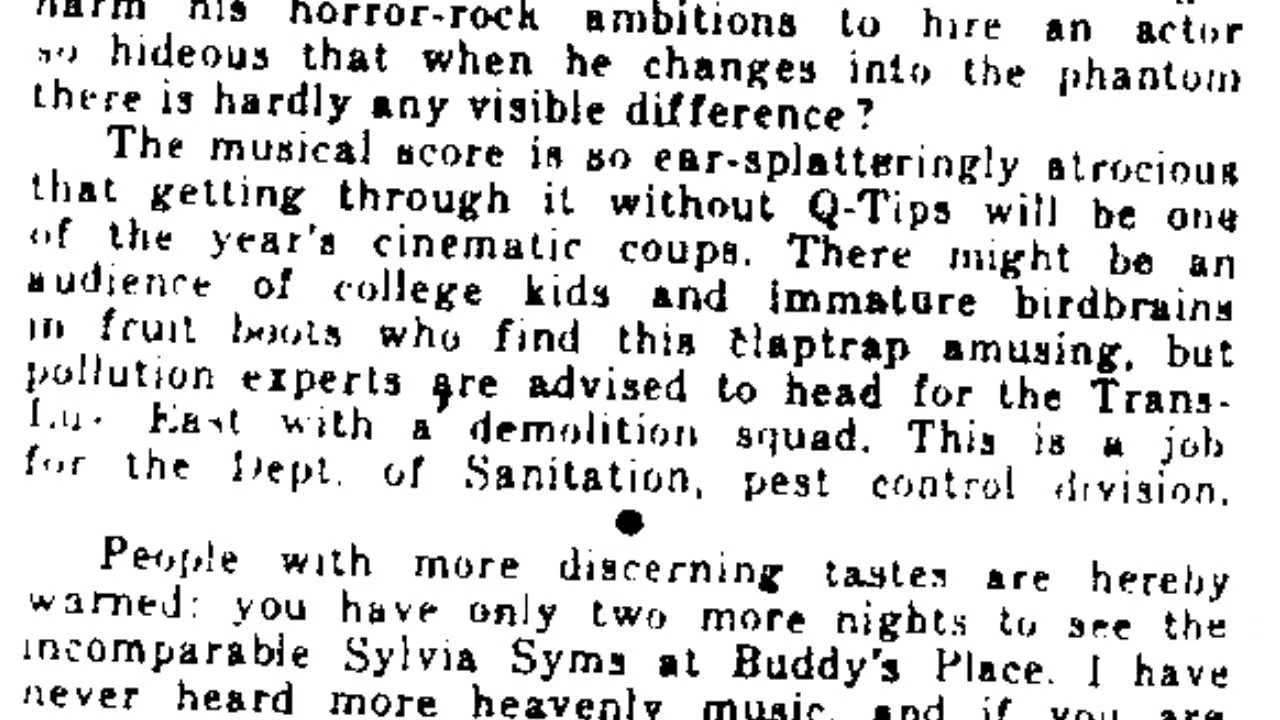 harm his horror-rock ambitions to hire an actor
so hideous that when he changes into the phantom
there is hardly any visible difference?
The musical score is so ear-splatteringly atrocious
that getting through it without Q-Tips will be one
of the year's cinematic coups. There might be an
audience of college kids and immature birdbrains
in fruit boots who find this claptrap amusing, but
pollution experts are advised to head for the Trans-
Lux East with a demolition squad. This is a job
for the Dept. of Sanitation, pest control division.
People with more discerning tastes are hereby
warned: you have only two more nights to see the
incomparable Sylvia Syms at Buddy's Place. I have
never heard more heavenly music, and if you are